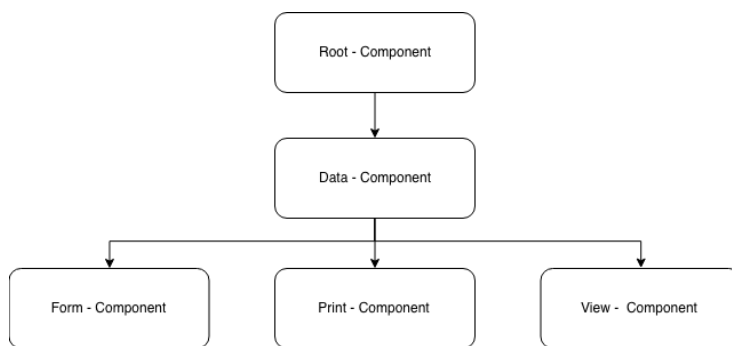 Root - Component
Data - Component
Form - Component
Print - Component
View -  Component